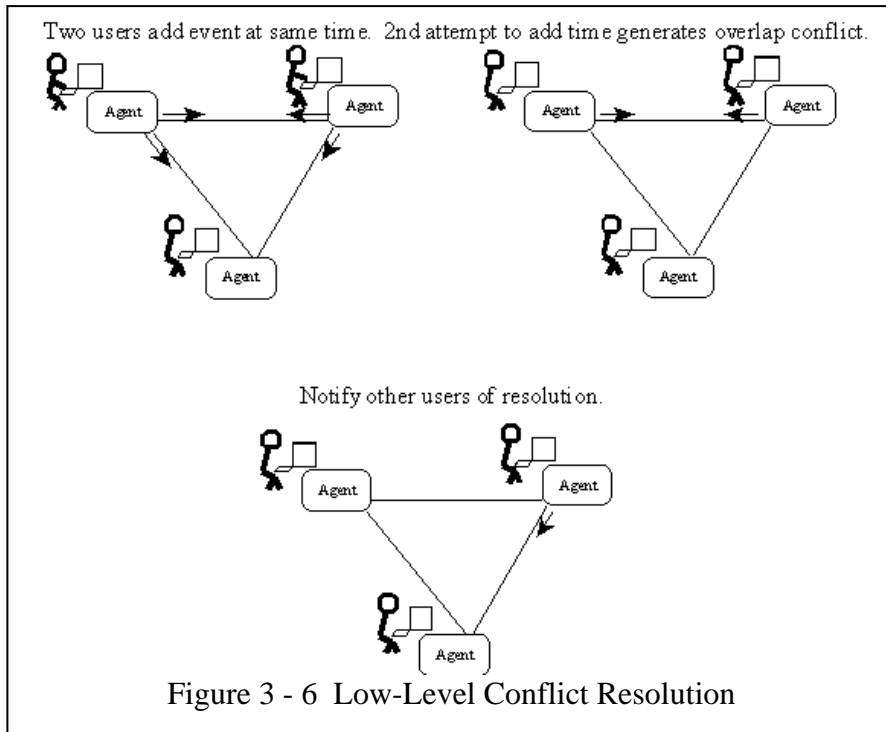 Two users add event at same time. 2nd attempt to add time generates overlap conflict.
Agent
Agent
Agent
Agent
Agent
Agent
Notify other users of resolution.
Agent
Agent
Agent
Figure 3 - 6 Low-Level Conflict Resolution